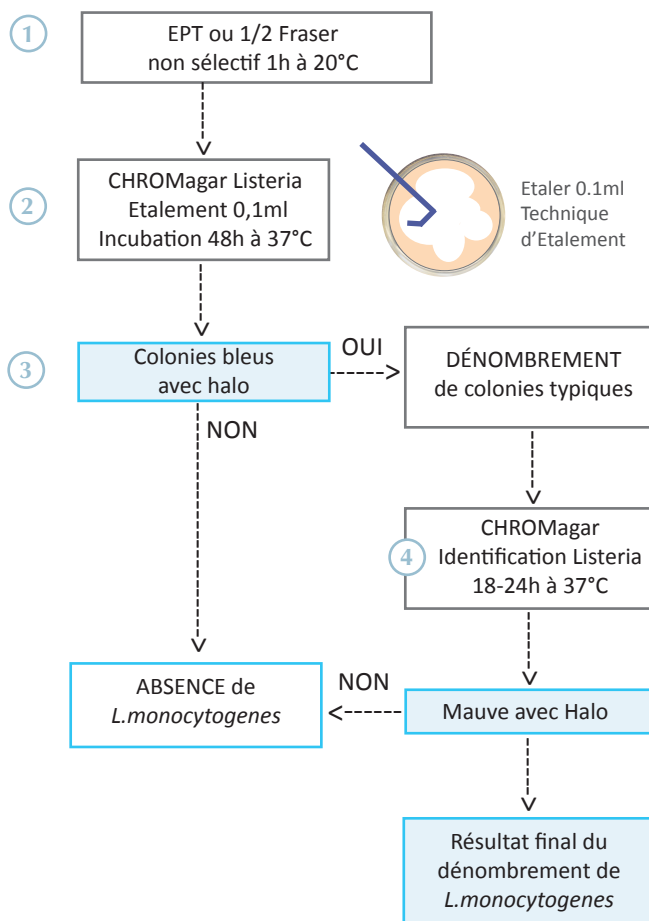 1
EPT ou 1/2 Fraser
non sélectif 1h à 20°C
2
CHROMagar Listeria
Etalement 0,1ml
Incubation 48h à 37°C
Etaler 0.1ml
Technique
d'Etalement
3
Colonies bleus
avec halo
OUI
DÉNOMBREMENT
de colonies typiques
NON
4
CHROMagar
Identification Listeria
18-24h à 37°C
ABSENCE de
L.monocytogenes
NON
Mauve avec Halo
Résultat final du
dénombrement de
L.monocytogenes